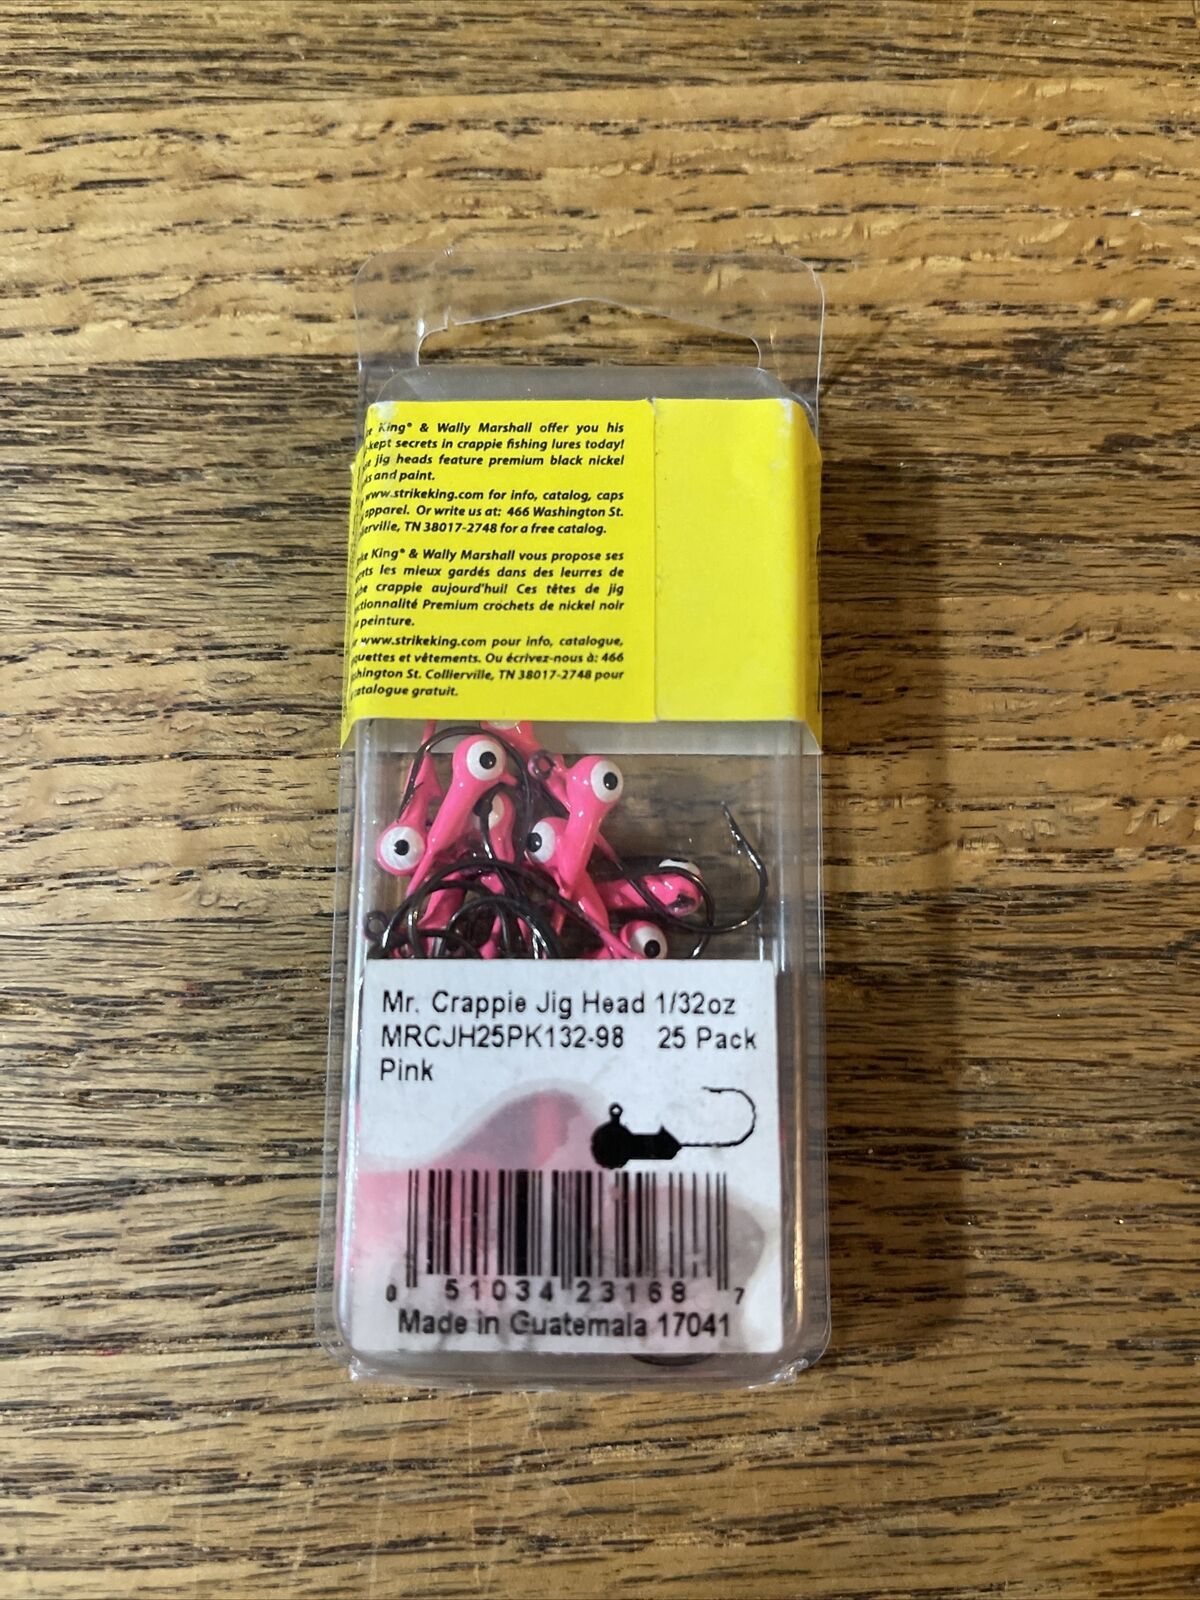 King® & Wally Marshall offer you his
kept secrets in crappie fishing lures today!
jig heads feature premium black nickel
and paint.
www.strikeking.com for info, catalog, caps
apparel. Or write us at: 466 Washington St.
TN 38017-2748 for a free catalog.
King® & Wally Marshall vous propose ses
les mieux gardés dans des leurres de
crappie aujourd'hui! Ces têtes de jig
Premium crochets de nickel noir
peinture.
www.strikeking.com pour info, catalogue,
et vêtements. Ou écrivez-nous à: 466
St. Collierville, TN 38017-2748 pour
catalogue gratuit.
Mr. Crappie Jig Head 1/32oz
MRCJH25PK132-98 25 Pack
Pink
0 51034 23168 7
Made in Guatemala 17041